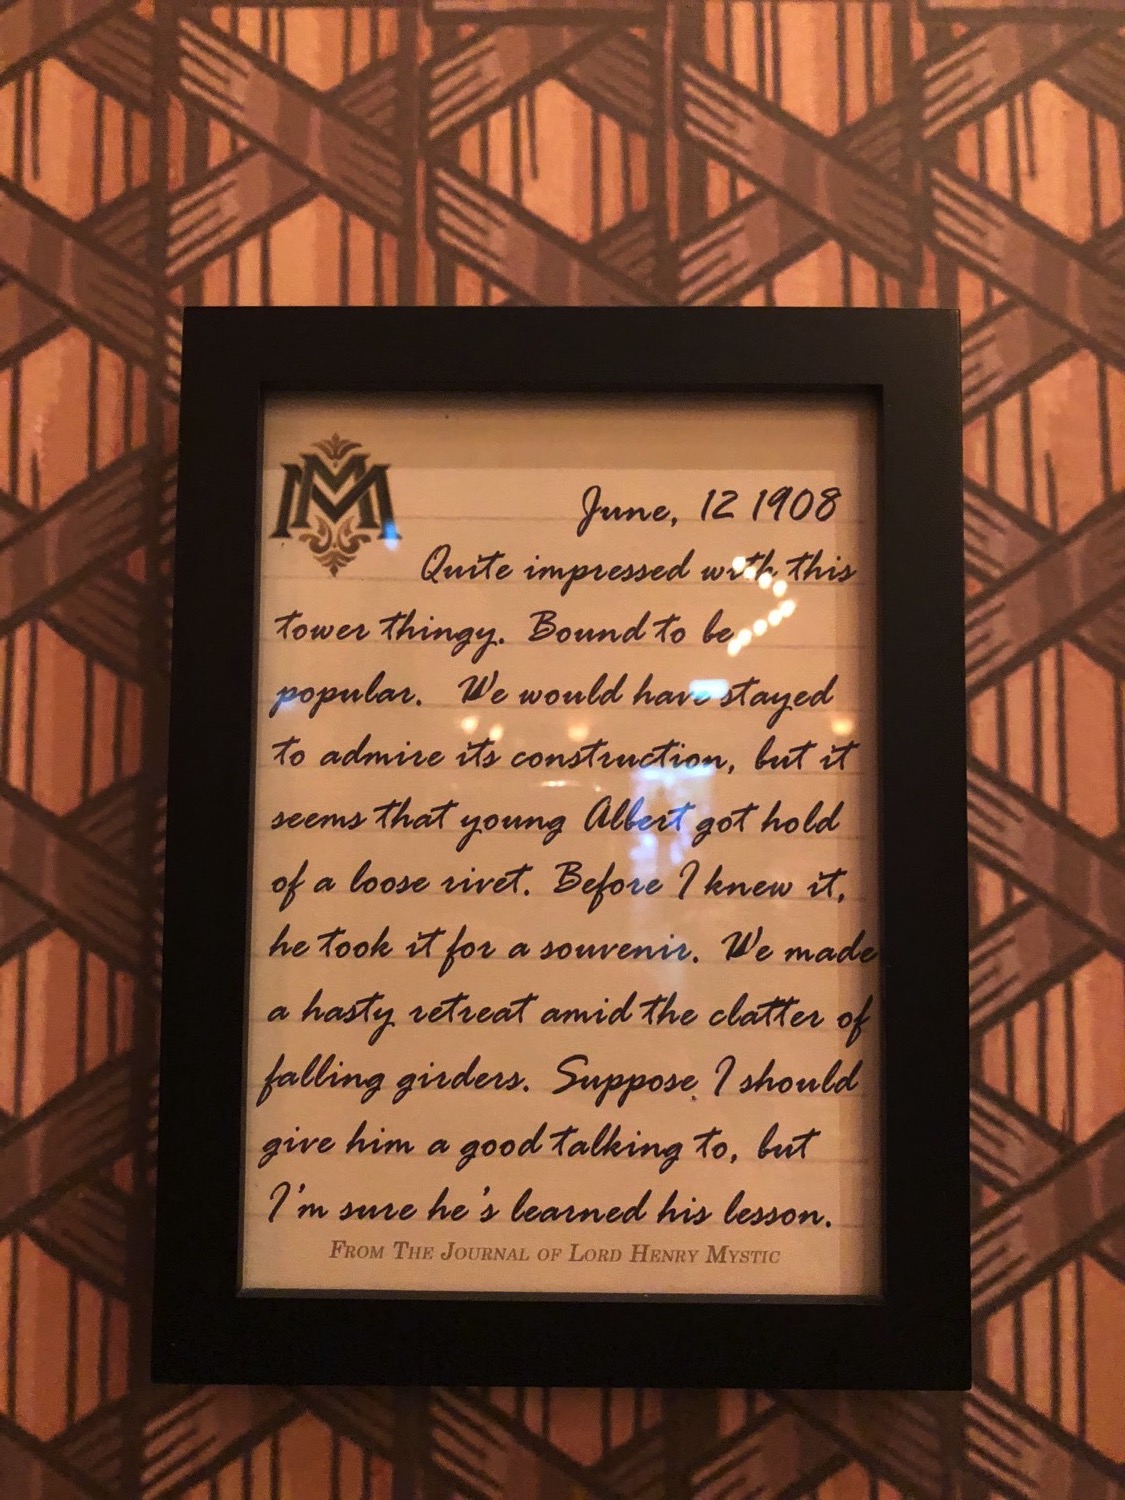 MM
June, 12 1908
Quite impressed with this
tower thingy. Bound to be
popular. We would have stayed
to admire its construction, but it
seems that young Albert got hold
of a loose rivet. Before I knew it,
he took it for a souvenir. We made
a hasty retreat amid the clatter of
falling girders. Suppose I should
give him a good talking to, but
I'm sure he's learned his lesson.
From The Journal of Lord Henry Mystic